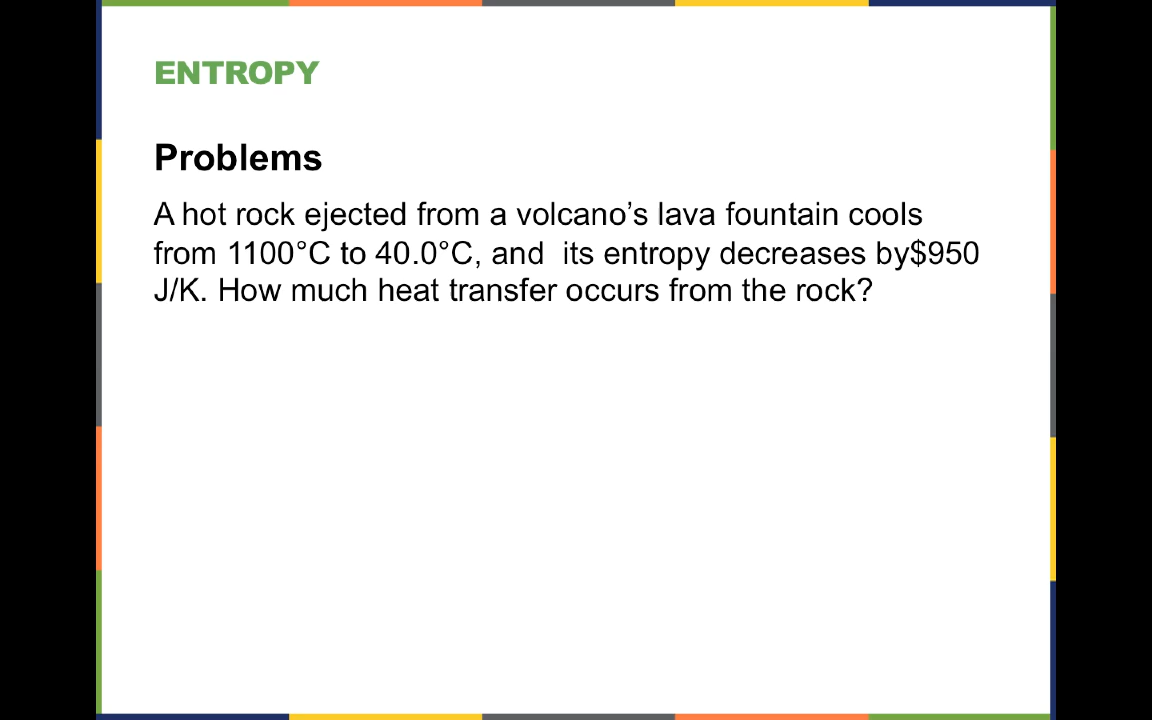 ENTROPY
Problems
A hot rock ejected from a volcano’s lava fountain cools
from 1100°C to 40.0°C, and  its entropy decreases by$950
J/K. How much heat transfer occurs from the rock?